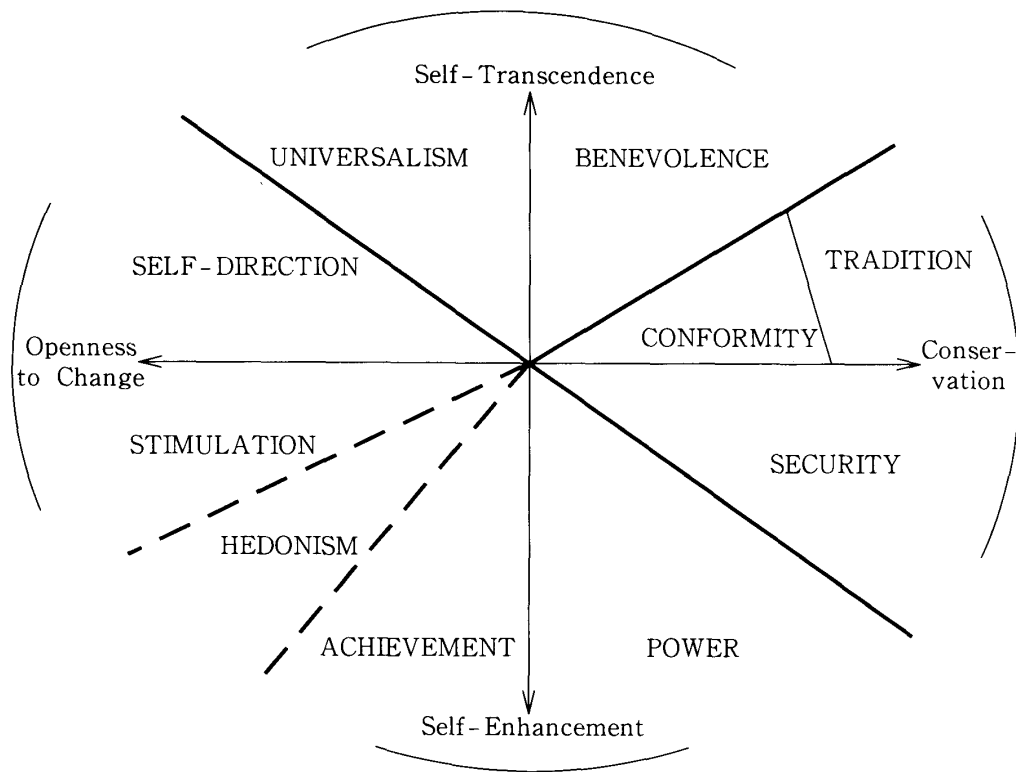 Self-Transcendence
UNIVERSALISM
BENEVOLENCE
SELF-DIRECTION
TRADITION
CONFORMITY
Openness
to Change
Conser-
vation
STIMULATION
SECURITY
HEDONISM
ACHIEVEMENT
POWER
Self-Enhancement